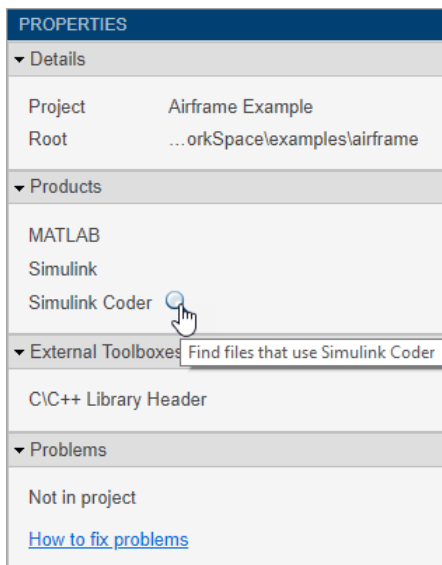 PROPERTIES
Details
Project Airframe Example
Root ...orkSpace\examples\airframe
Products
MATLAB
Simulink
Simulink Coder
External Toolboxes Find files that use Simulink Coder
C\C++ Library Header
Problems
Not in project
How to fix problems